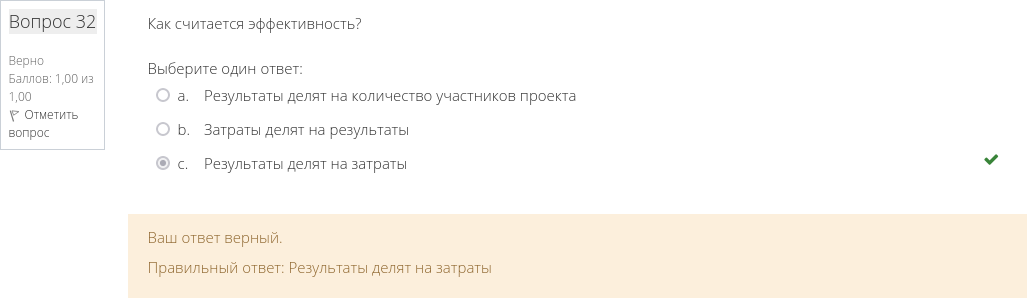 Вопрос 32
Верно
Баллов: 1,00 из
1,00
Отметить
вопрос
Как считается эффективность?
Выберите один ответ:
a. Результаты делят на количество участников проекта
b. Затраты делят на результаты
c. Результаты делят на затраты
Ваш ответ верный.
Правильный ответ: Результаты делят на затраты